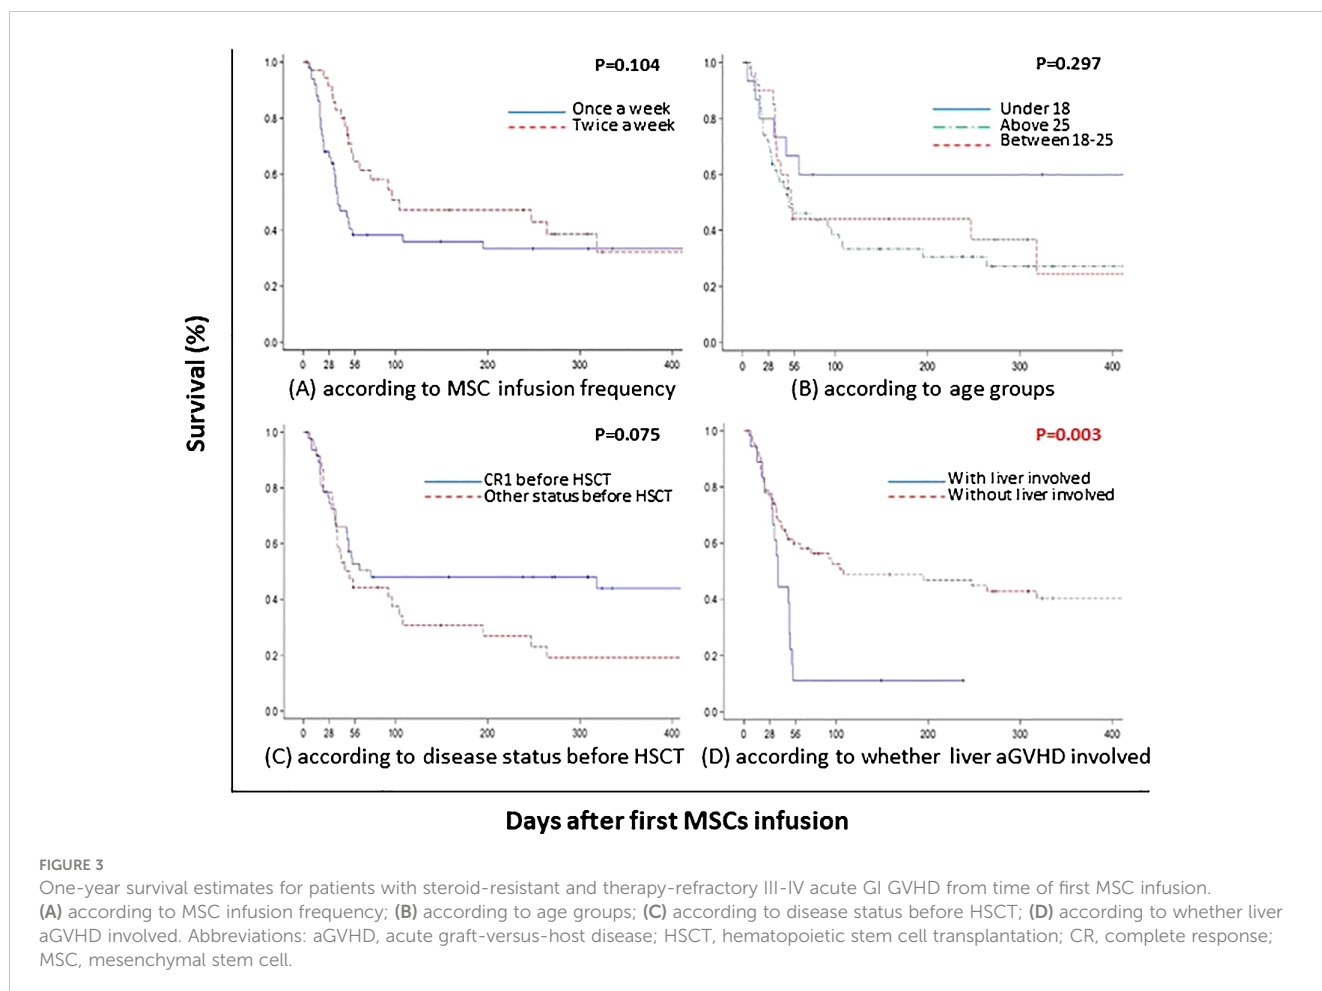 P=0.104
1.0
0.8
0.6
0.4
0.2
0.0
Once a week
Twice a week
0 28 56 100 200 300 400
(A) according to MSC infusion frequency
P=0.297
1.0
0.8
0.6
0.4
0.2
0.0
Under 18
Above 25
Between 18-25
0 28 56 100 200 300 400
(B) according to age groups
Survival (%)
P=0.075
1.0
0.8
0.6
0.4
0.2
0.0
CR1 before HSCT
Other status before HSCT
0 28 56 100 200 300 400
(C) according to disease status before HSCT
P=0.003
1.0
0.8
0.6
0.4
0.2
0.0
With liver involved
Without liver involved
0 28 56 100 200 300 400
(D) according to whether liver aGVHD involved
Days after first MSCs infusion
FIGURE 3
One-year survival estimates for patients with steroid-resistant and therapy-refractory III-IV acute GI GVHD from time of first MSC infusion.
(A) according to MSC infusion frequency; (B) according to age groups; (C) according to disease status before HSCT; (D) according to whether liver
aGVHD involved. Abbreviations: aGVHD, acute graft-versus-host disease; HSCT, hematopoietic stem cell transplantation; CR, complete response;
MSC, mesenchymal stem cell.